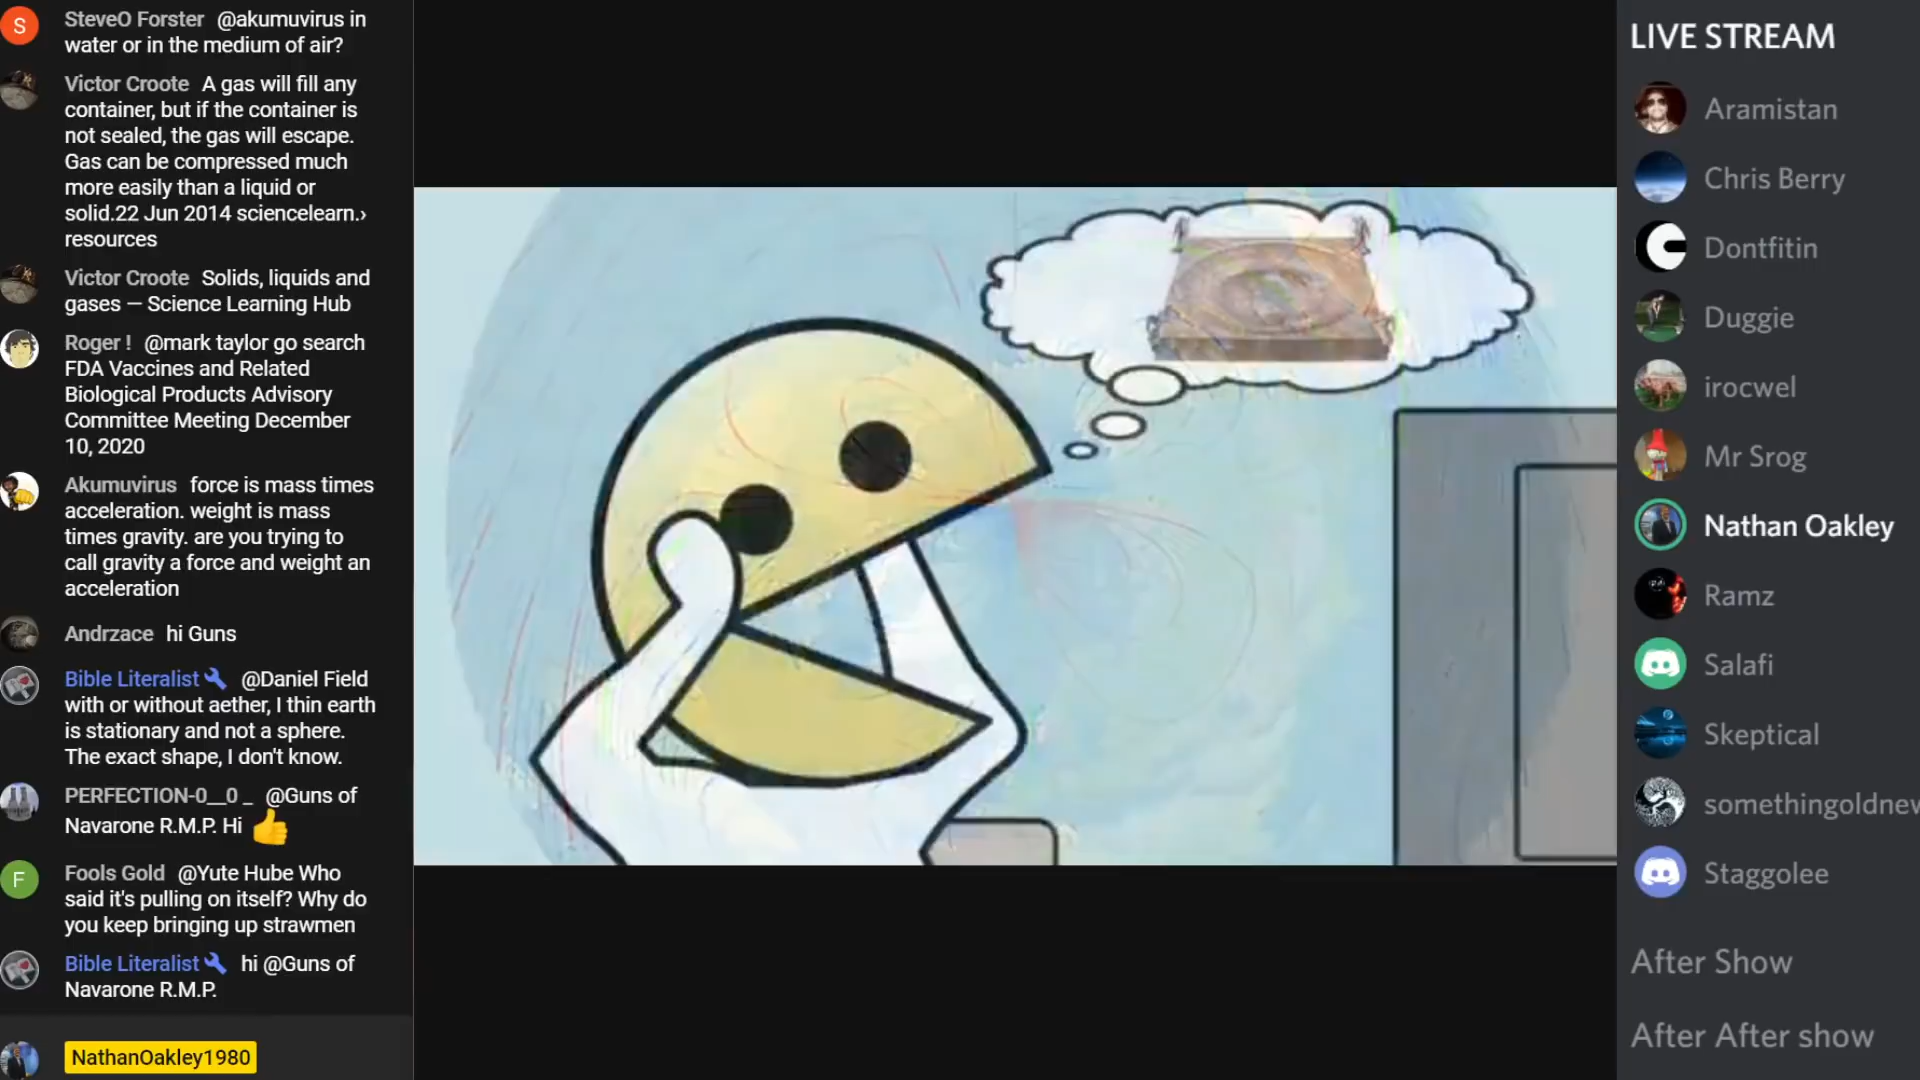 SteveO Forster @akumuvirus in
water or in the medium of air?
Victor Croote A gas will fill any
container, but if the container is
not sealed, the gas will escape.
Gas can be compressed much
more easily than a liquid or
solid.22 Jun 2014 sciencelearn.›
resources
Victor Croote Solids, liquids and
gases — Science Learning Hub
Roger ! @mark taylor go search
FDA Vaccines and Related
Biological Products Advisory
Committee Meeting December
10, 2020
Akumuvirus force is mass times
acceleration. weight is mass
times gravity. are you trying to
call gravity a force and weight an
acceleration
Andrzace hi Guns
Bible Literalist @Daniel Field
with or without aether, I thin earth
is stationary and not a sphere.
The exact shape, I don't know.
PERFECTION-0__0 _ @Guns of
Navarone R.M.P. Hi
Fools Gold @Yute Hube Who
said it's pulling on itself? Why do
you keep bringing up strawmen
Bible Literalist hi @Guns of
Navarone R.M.P.
NathanOakley1980
S
F
LIVE STREAM
Aramistan
Chris Berry
Dontfitin
Duggie
irocwel
Mr Srog
Nathan Oakley
Ramz
Salafi
Skeptical
somethingoldnew
Staggolee
After Show
After After show